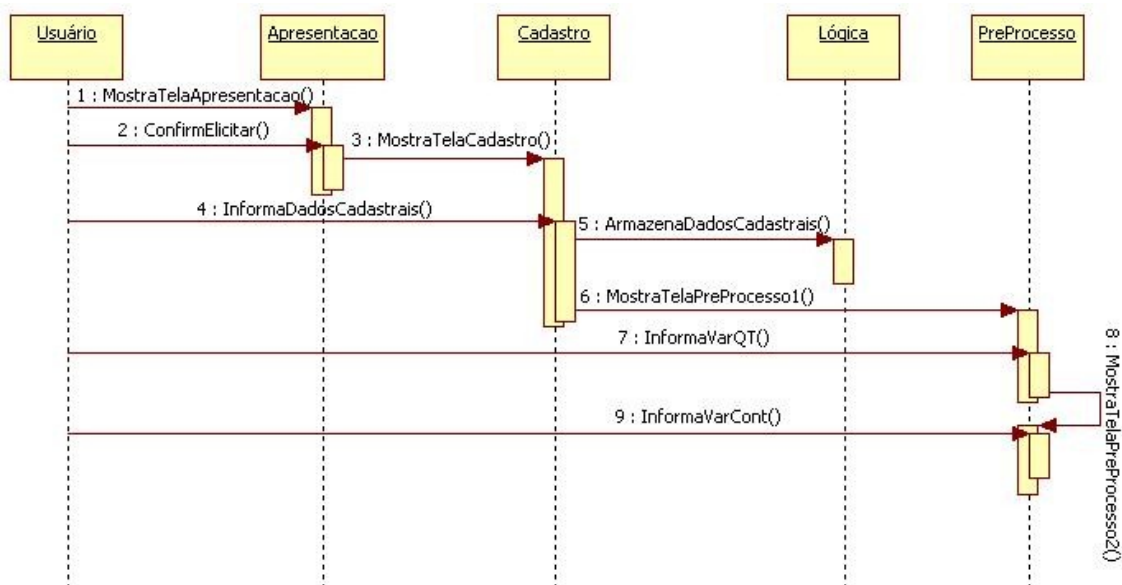 Usuário
Apresentacao
Cadastro
Lógica
PreProcesso
1 : MostraTelaApresentacao()
2 : ConfirmElicitar()
3 : MostraTelaCadastro()
4 : InformaDadosCadastrais()
5 : ArmazenaDadosCadastrais()
6 : MostraTelaPreProcesso1()
7 : InformaVarQT()
8 : MostraTelaPreProcesso2()
9 : InformaVarCont()